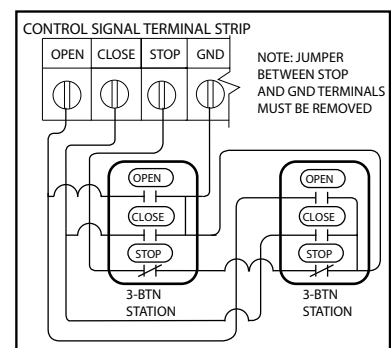 CONTROL SIGNAL TERMINAL STRIP
OPEN CLOSE STOP GND
NOTE: JUMPER
BETWEEN STOP
AND GND TERMINALS
MUST BE REMOVED
OPEN
CLOSE
STOP
3-BTN
STATION
OPEN
CLOSE
STOP
3-BTN
STATION